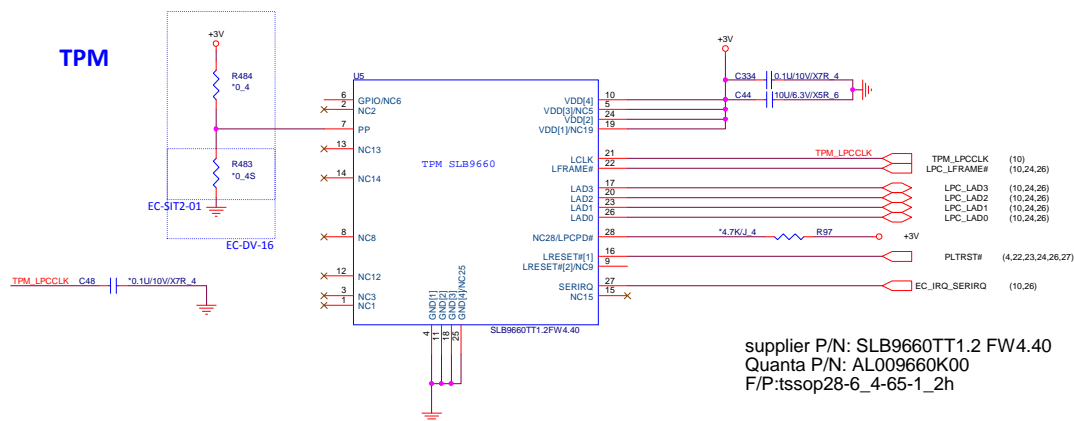 TPM
+3V
R484
*0_4
R483
*0_4S
EC-SIT2-01
EC-DV-16
TPM_LPCCLK C48 *0.1U/10V/X7R_4
U5
TPM SLB9660
6 GPIO/NC6
2 NC2
7 PP
13 NC13
14 NC14
8 NC8
12 NC12
3 NC3
1 NC1
VDD[4] 10
VDD[3]/NC5 5
VDD[2] 24
VDD[1]/NC19 19
LCLK 21
LFRAME# 22
LAD3 17
LAD2 20
LAD1 23
LAD0 26
NC28/LPCPD# 28
LRESET#[1] 16
LRESET#[2]/NC9 9
SERIRQ 27
NC15 15
GND[1] 4
GND[2] 11
GND[3] 18
GND[4]/NC25 25
SLB9660TT1.2FW4.40
+3V
C334 0.1U/10V/X7R_4
C44 10U/6.3V/X5R_6
TPM_LPCCLK TPM_LPCCLK (10)
LPC_LFRAME# (10,24,26)
LPC_LAD3 (10,24,26)
LPC_LAD2 (10,24,26)
LPC_LAD1 (10,24,26)
LPC_LAD0 (10,24,26)
*4.7K/J_4 R97 +3V
PLTRST# (4,22,23,24,26,27)
EC_IRQ_SERIRQ (10,26)
supplier P/N: SLB9660TT1.2 FW4.40
Quanta P/N: AL009660K00
F/P:tssop28-6_4-65-1_2h